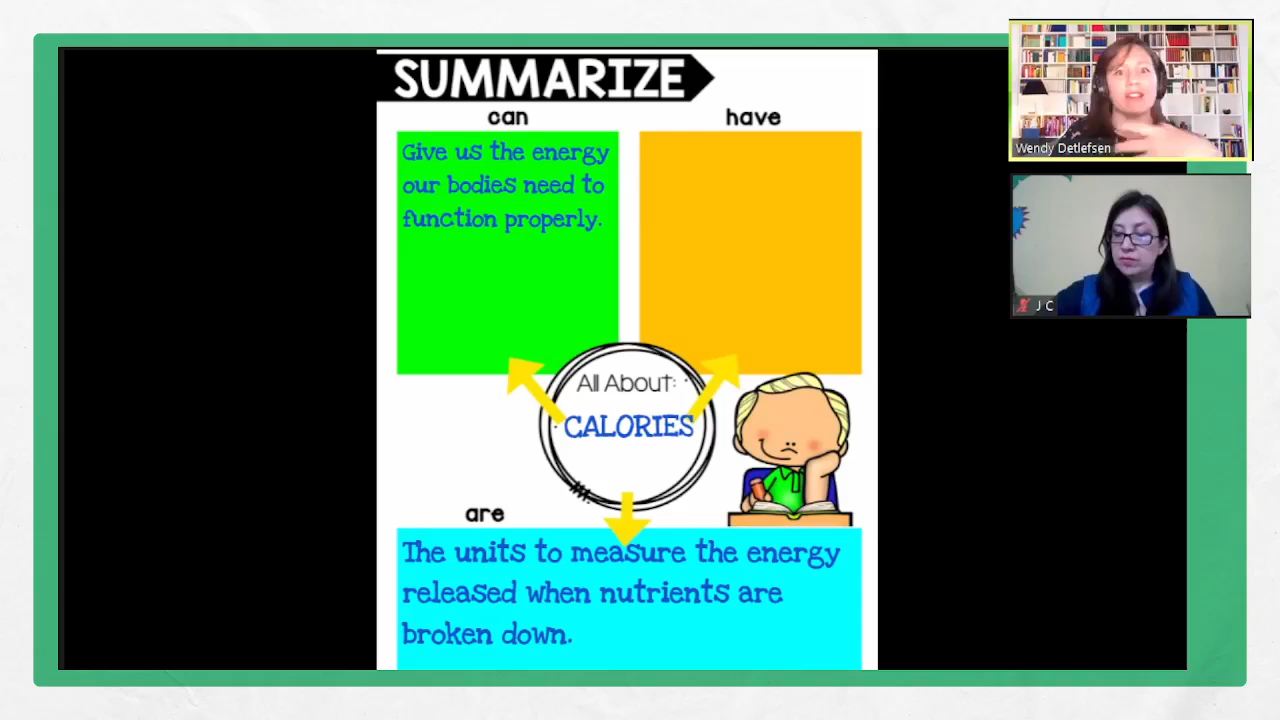 SUMMARIZE
can
have
Give us the energy
our bodies need to
function properly.
All About:
CALORIES
are
The units to measure the energy
released when nutrients are
broken down.
Wendy Detlefsen
J C